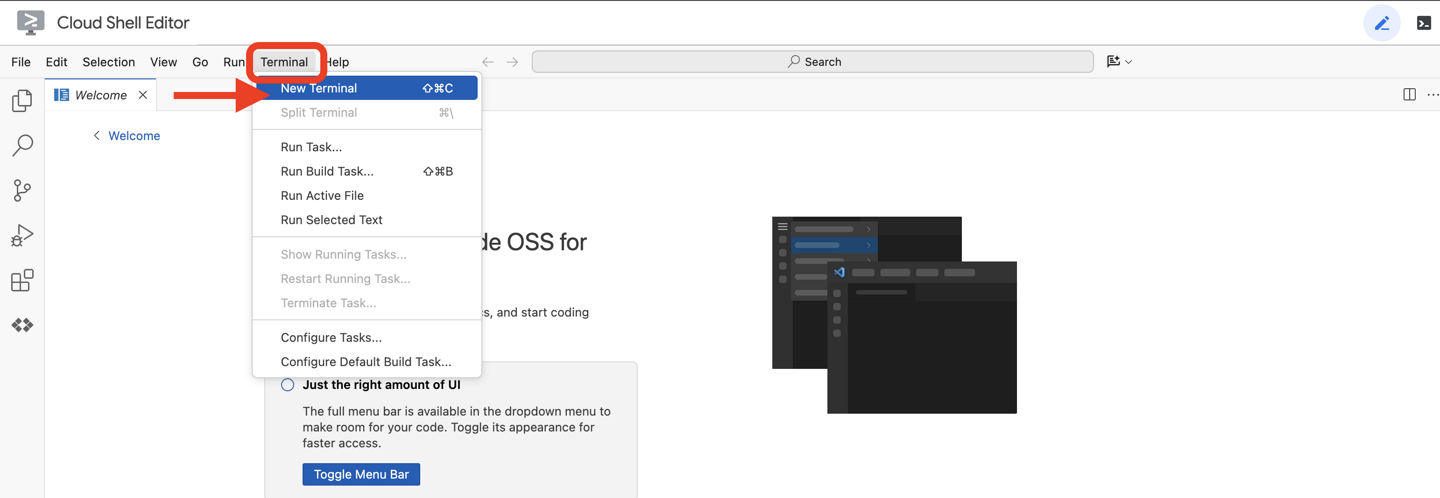 Cloud Shell Editor
File Edit Selection View Go Run Terminal Help
Search
Welcome
New Terminal ⇧⌘C
Split Terminal ⌘\
Welcome
Run Task...
Run Build Task... ⇧⌘B
Run Active File
Run Selected Text
de OSS for
Show Running Tasks...
Restart Running Task...
Terminate Task...
s, and start coding
Configure Tasks...
Configure Default Build Task...
Just the right amount of UI
The full menu bar is available in the dropdown menu to
make room for your code. Toggle its appearance for
faster access.
Toggle Menu Bar